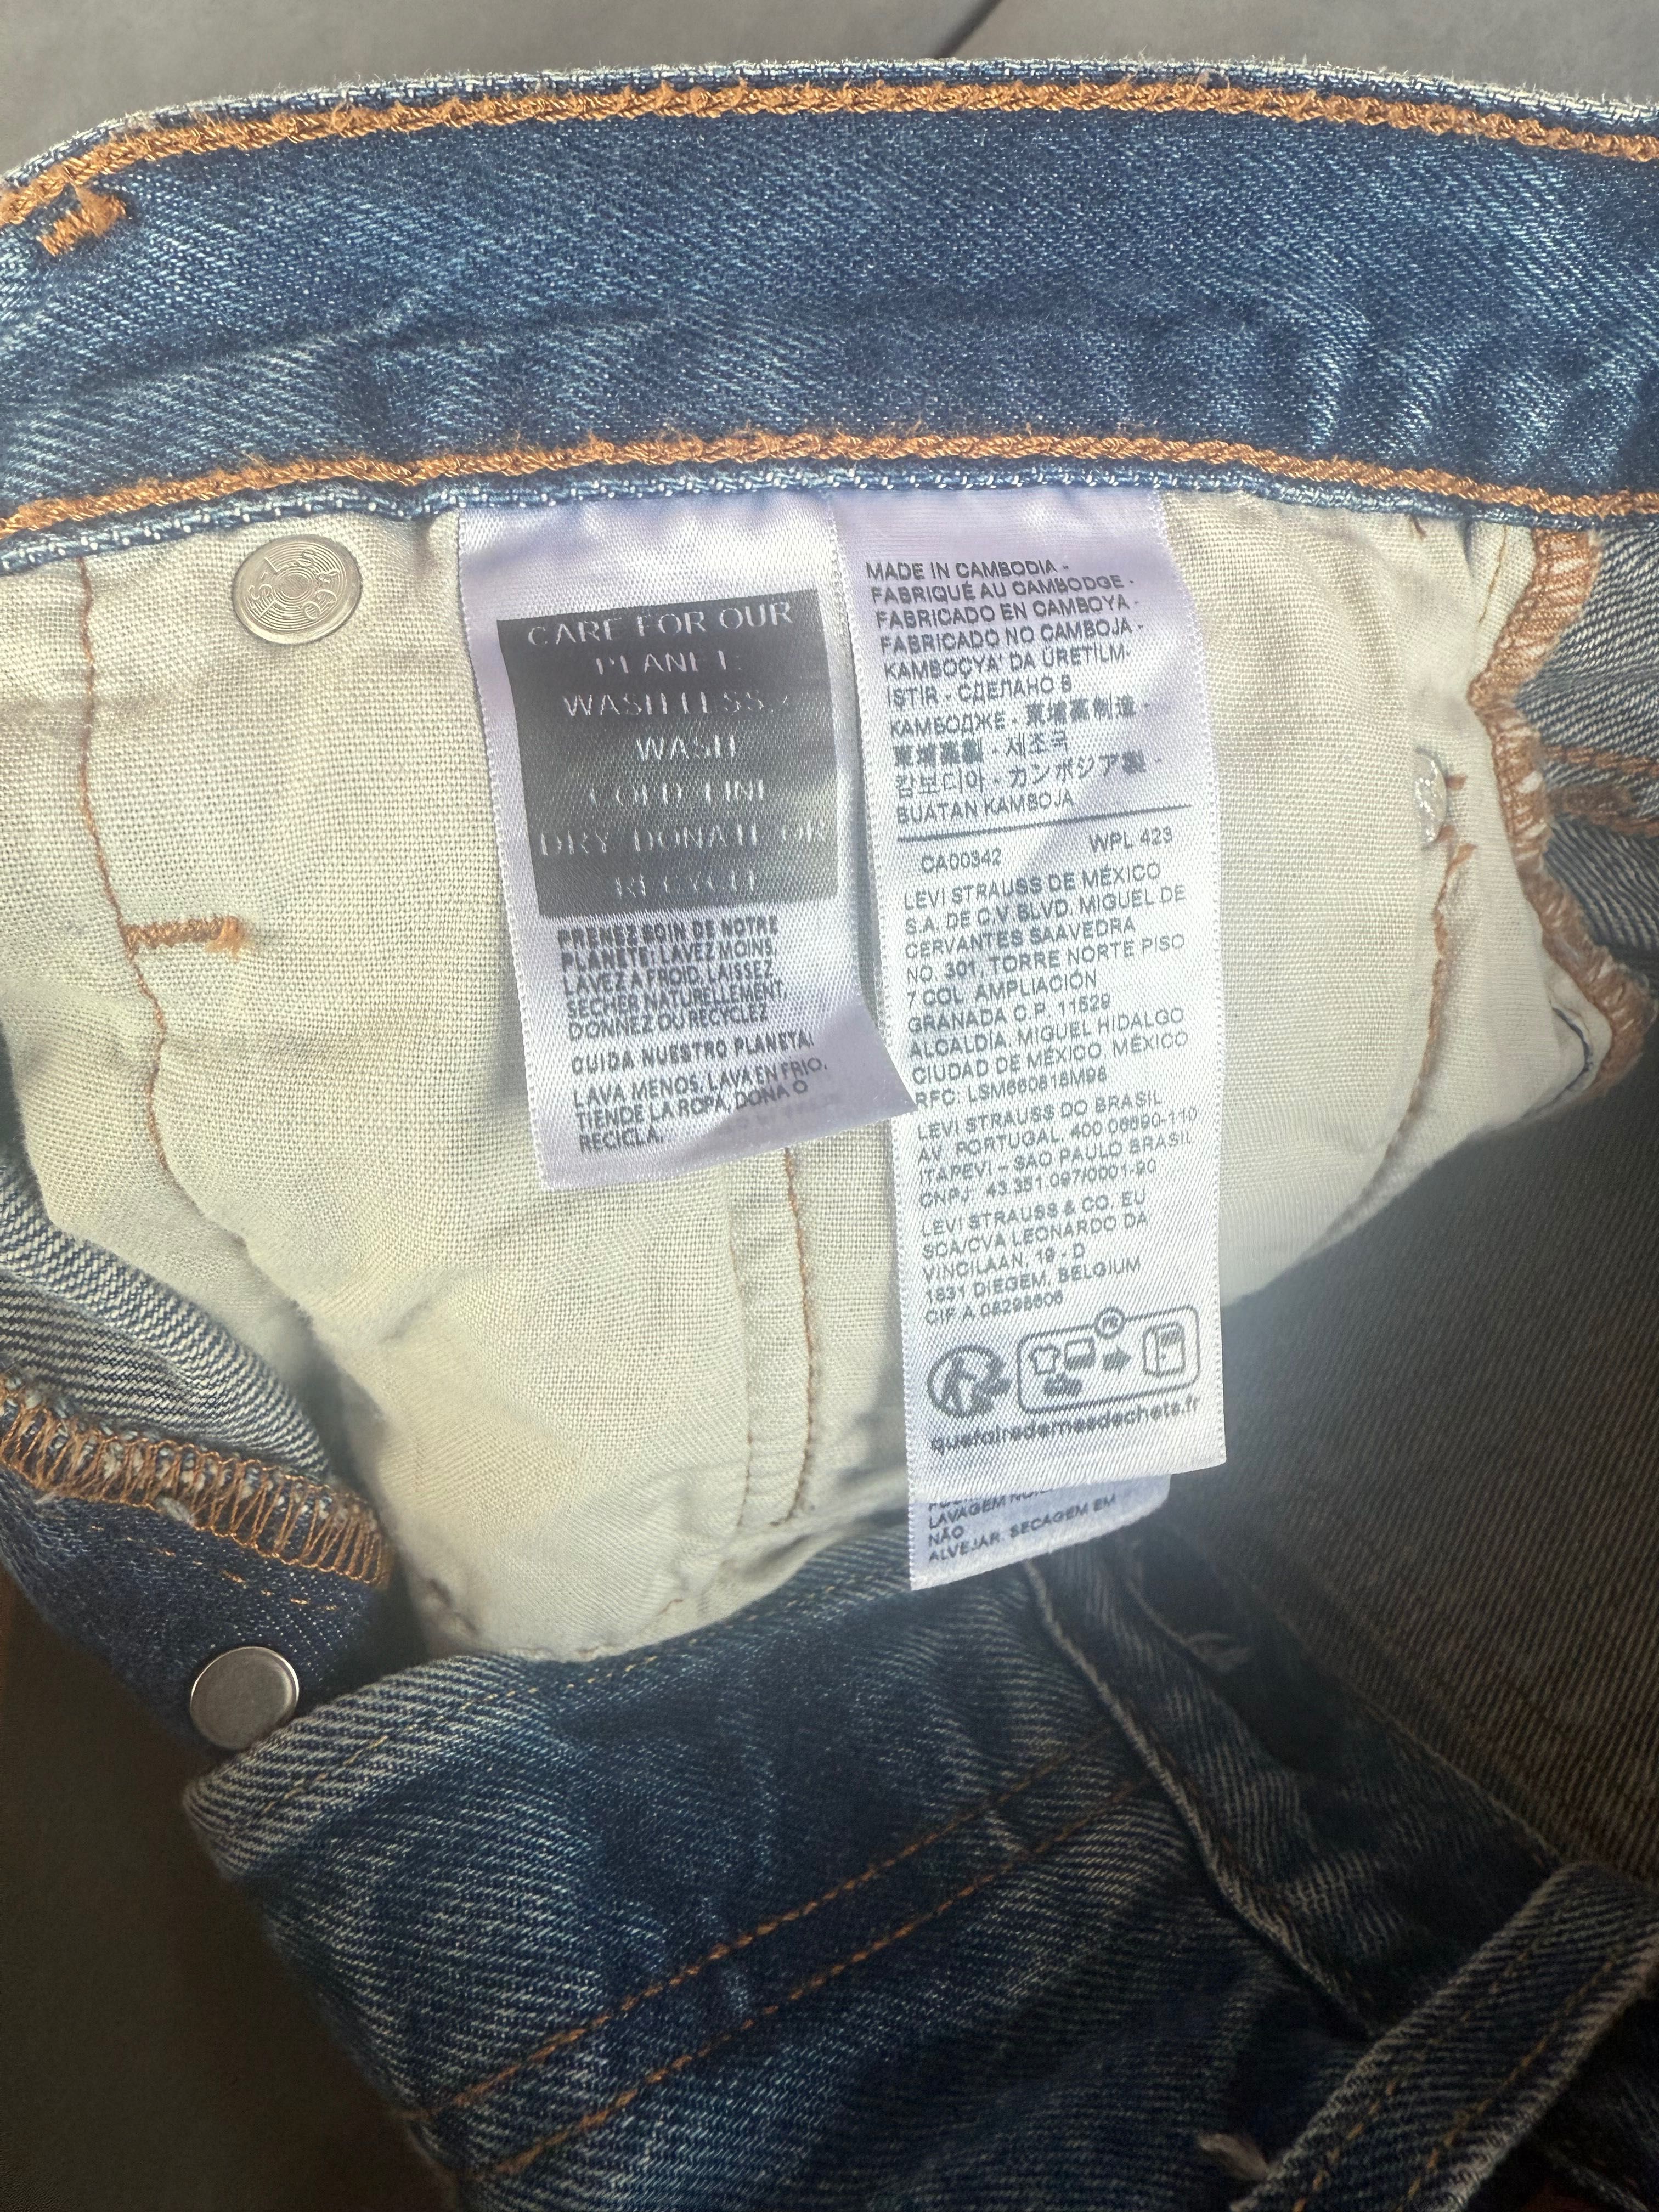 CARE FOR OUR
PLANET:
WASH LESS,
WASH
COLD, LINE
DRY, DONATE OR
RECYCLE
PRENEZ SOIN DE NOTRE
PLANÈTE: LAVEZ MOINS,
LAVEZ A FROID, LAISSEZ
SÉCHER NATURELLEMENT,
DONNEZ OU RECYCLEZ
CUIDA NUESTRO PLANETA:
LAVA MENOS, LAVA EN FRIO,
TIENDE LA ROPA, DONA O
RECICLA.
MADE IN CAMBODIA -
FABRIQUÉ AU CAMBODGE -
FABRICADO EN CAMBOYA -
FABRICADO NO CAMBOJA -
KAMBOÇYA' DA ÜRETILM-
ISTIR - СДЕЛАНО В
КАМБОДЖЕ - 柬埔寨制造 -
柬埔寨製 - 세조국
캄보디아 - カンボジア製 -
BUATAN KAMBOJA
CA00342 WPL 423
LEVI STRAUSS DE MÉXICO
S.A. DE C.V. BLVD. MIGUEL DE
CERVANTES SAAVEDRA
NO. 301, TORRE NORTE PISO
7 COL. AMPLIACIÓN
GRANADA C.P. 11529
ALCALDÍA. MIGUEL HIDALGO
CIUDAD DE MÉXICO. MÉXICO
RFC: LSM660818M98
LEVI STRAUSS DO BRASIL
AV. PORTUGAL, 400 06690-110
ITAPEVI – SAO PAULO BRASIL
CNPJ: 43.351.097/0001-90
LEVI STRAUSS & CO. EU
SCA/CVA LEONARDO DA
VINCILAAN, 19 - D
1831 DIEGEM, BELGIUM
CIF A 08298606
FR
quefairedemesdechets.fr
LAVAGEM
NÃO
ALVEJAR. SECAGEM EM